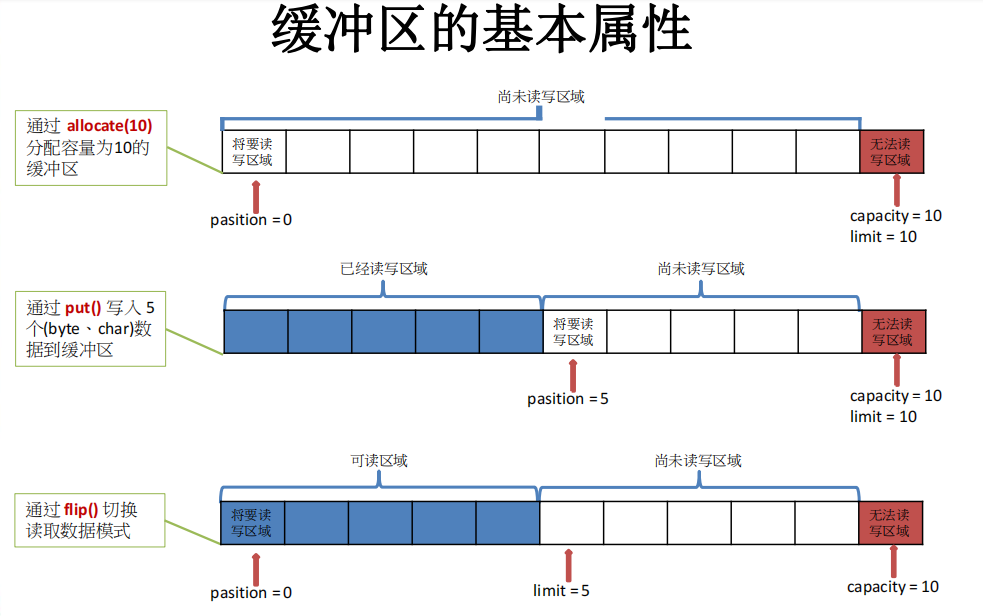 缓冲区的基本属性
尚未读写区域
通过 allocate(10)
分配容量为10的
缓冲区
将要读
写区域
无法读
写区域
pasition = 0
capacity = 10
limit = 10
已经读写区域
尚未读写区域
通过 put() 写入 5
个(byte、char)数
据到缓冲区
将要读
写区域
无法读
写区域
pasition = 5
capacity = 10
limit = 10
可读区域
尚未读写区域
通过 flip() 切换
读取数据模式
将要读
写区域
无法读
写区域
pasition = 0
limit = 5
capacity = 10